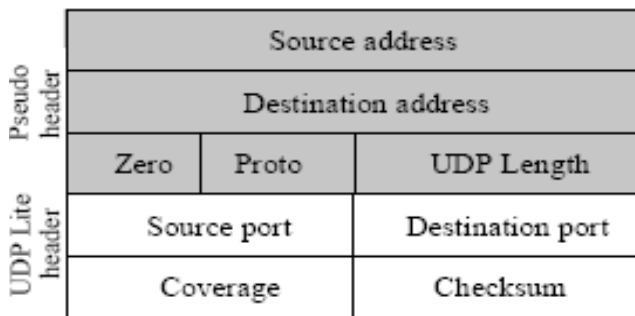 Pseudo
header
Source address
Destination address
Zero Proto UDP Length
UDP Lite
header
Source port Destination port
Coverage Checksum